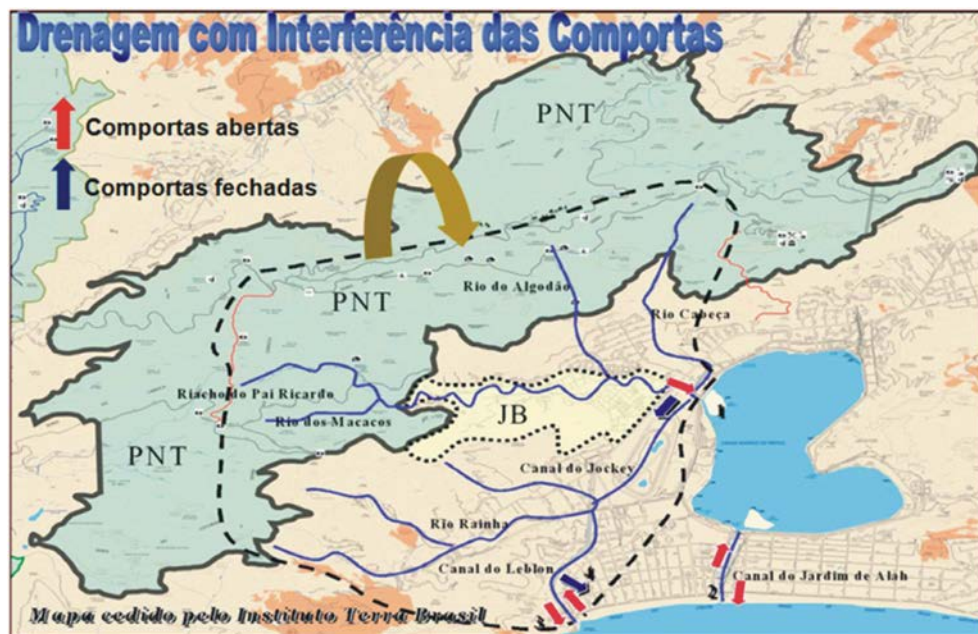 Drenagem com Interferência das Comportas
Comportas abertas
Comportas fechadas
PNT
PNT
Rio do Algodão
Rio Cabeça
Riacho do Pai Ricardo
Rio dos Macacos
JB
PNT
Canal do Jockey
Rio Rainha
Canal do Leblon
Canal do Jardim de Alah
2
3
Mapa cedido pelo Instituto Terra Brasil